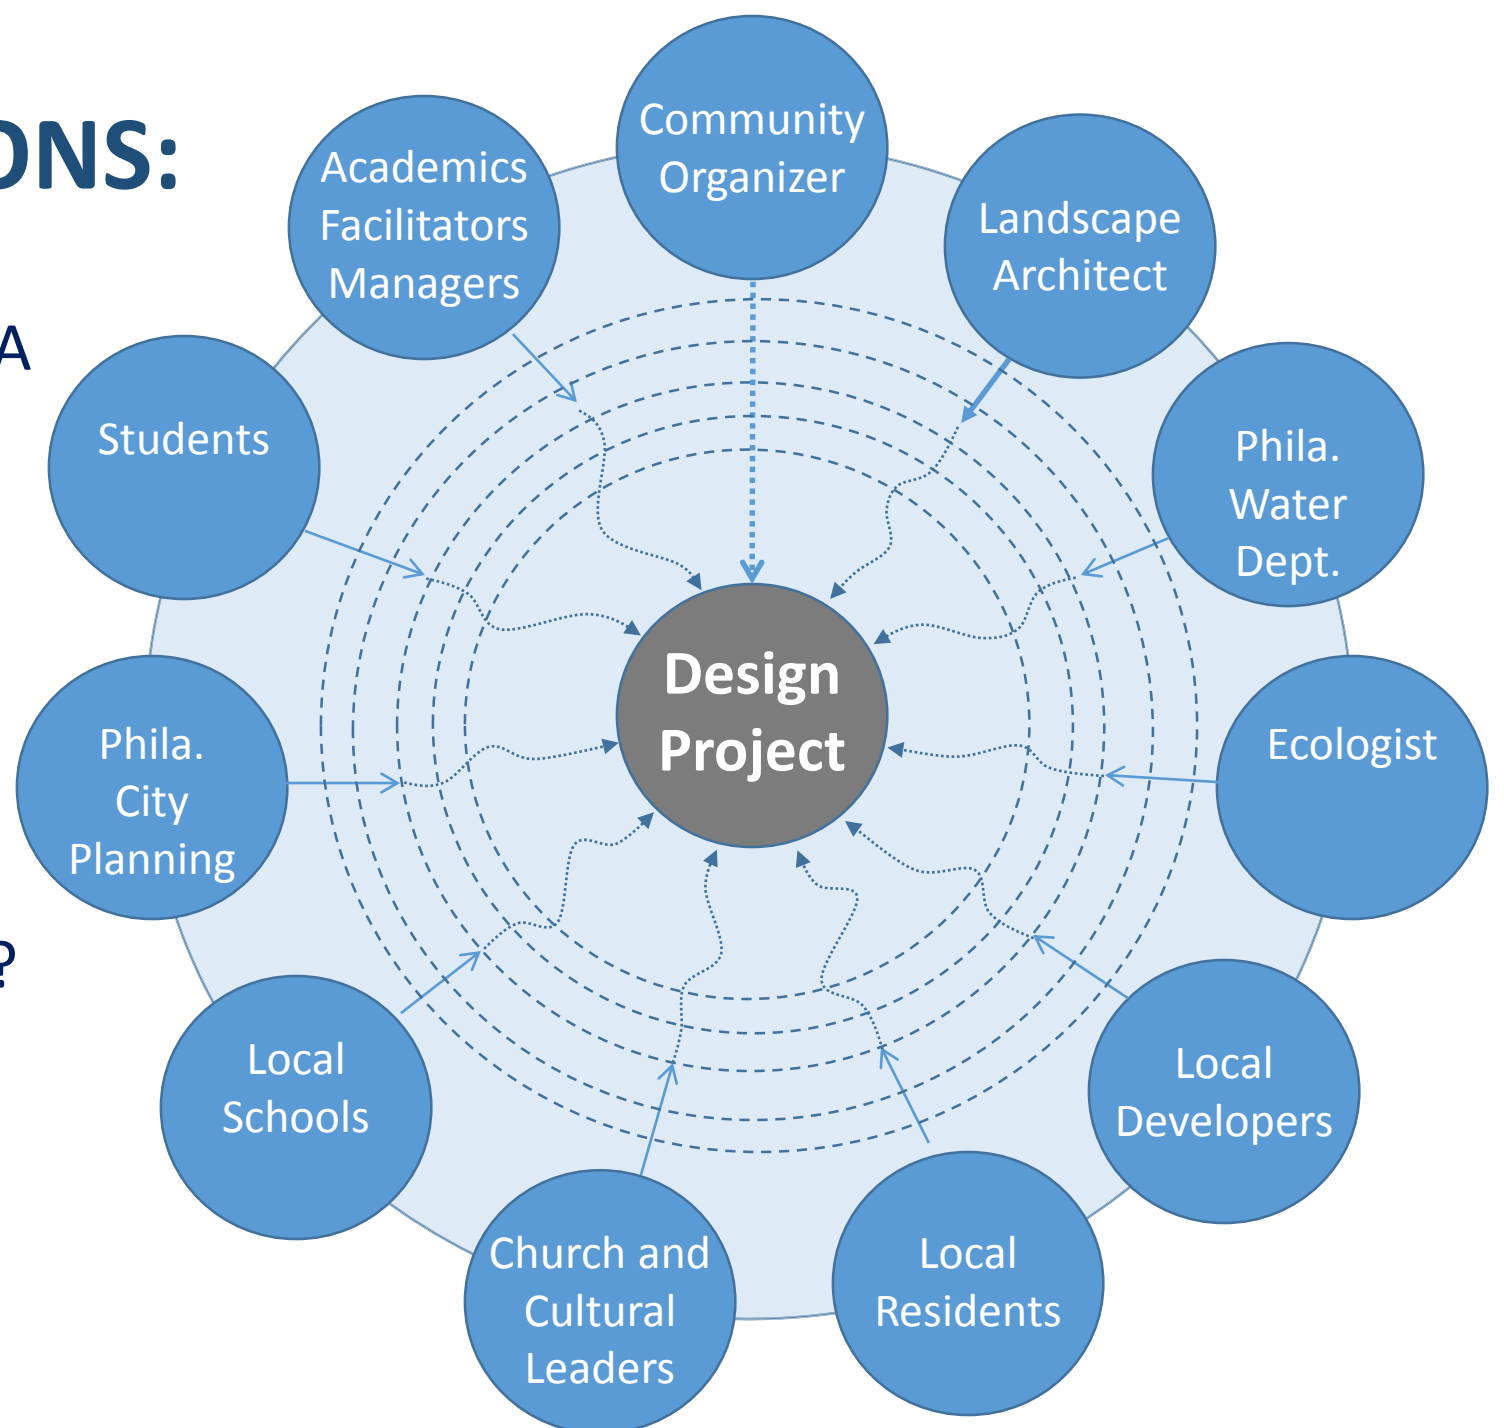 ONS:
A
?
Community
Organizer
Academics
Facilitators
Managers
Landscape
Architect
Students
Phila.
Water
Dept.
Design
Project
Phila.
City
Planning
Ecologist
Local
Schools
Local
Developers
Church and
Cultural
Leaders
Local
Residents